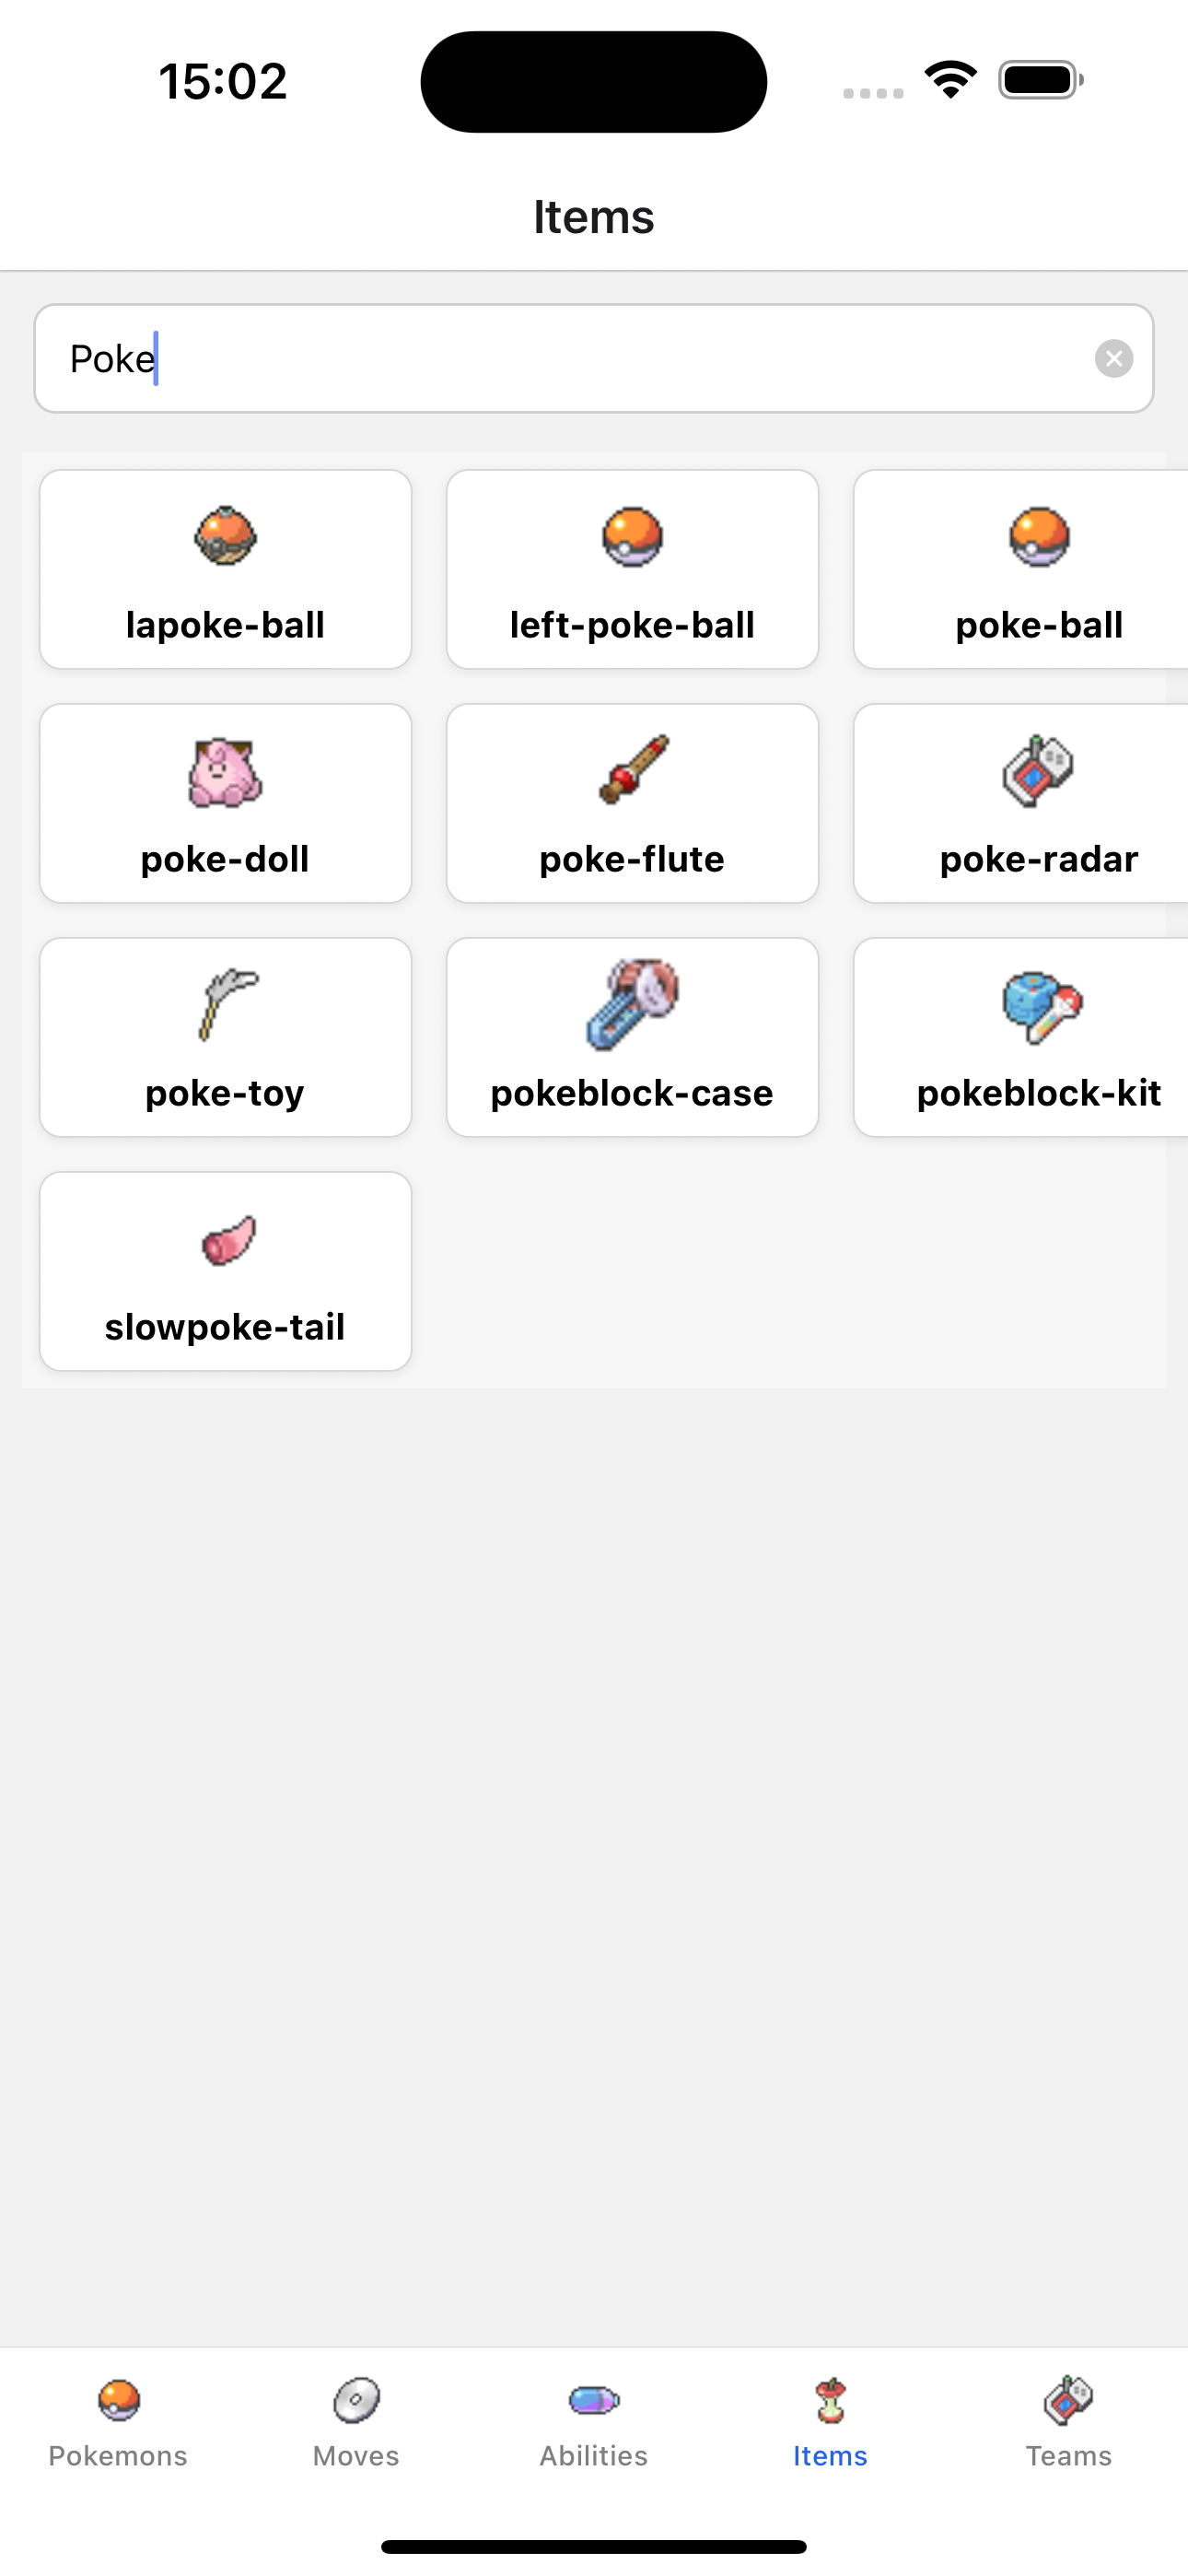 15:02
Items
Poke
lapoke-ball
left-poke-ball
poke-ball
poke-doll
poke-flute
poke-radar
poke-toy
pokeblock-case
pokeblock-kit
slowpoke-tail
Pokemons
Moves
Abilities
Items
Teams